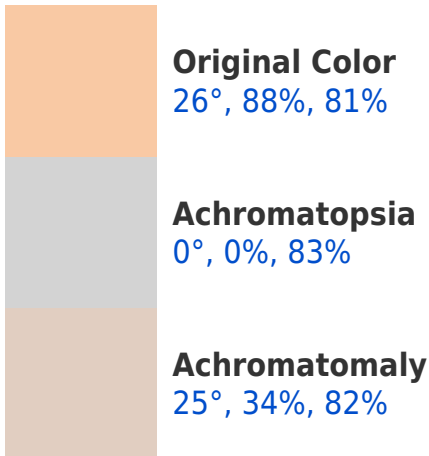 Original Color
26°, 88%, 81%
Achromatopsia
0°, 0%, 83%
Achromatomaly
25°, 34%, 82%